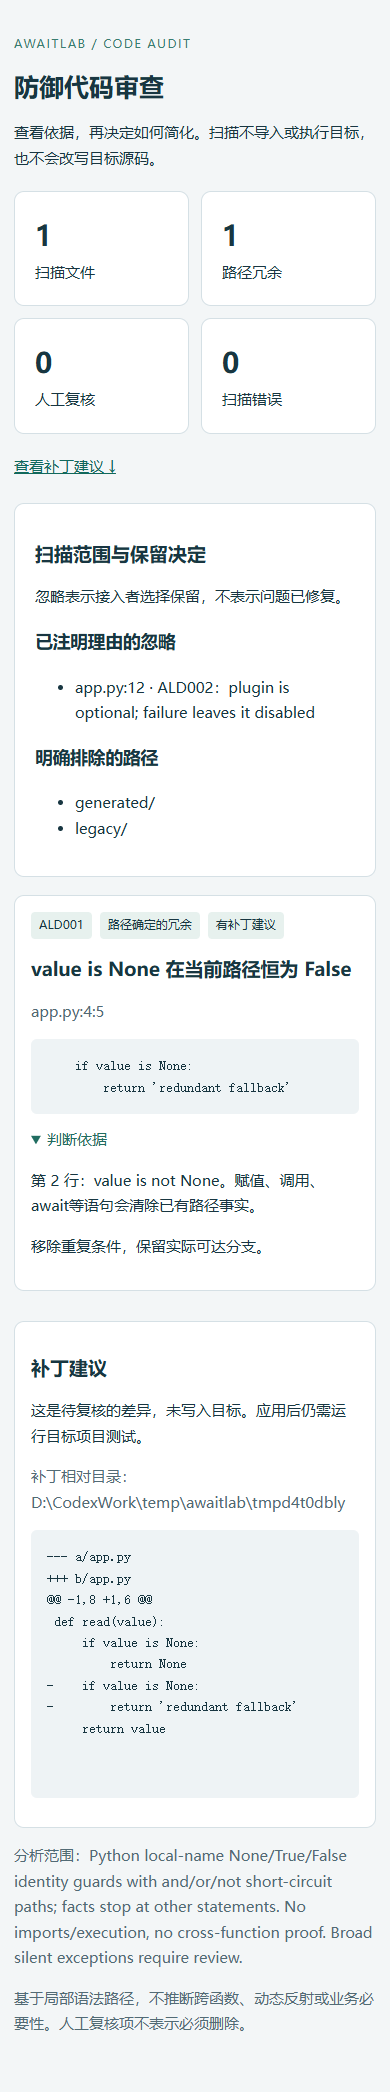 AWAITLAB / CODE AUDIT
防御代码审查
查看依据，再决定如何简化。扫描不导入或执行目标，
也不会改写目标源码。
1
扫描文件
1
路径冗余
0
人工复核
0
扫描错误
查看补丁建议↓
扫描范围与保留决定
忽略表示接入者选择保留，不表示问题已修复。
已注明理由的忽略
• app.py:12 · ALD002：plugin is
optional; failure leaves it disabled
明确排除的路径
• generated/
• legacy/
ALD001 路径确定的冗余 有补丁建议
value is None 在当前路径恒为 False
app.py:4:5
    if value is None:
        return 'redundant fallback'
▼ 判断依据
第 2 行：value is not None。赋值、调用、
await等语句会清除已有路径事实。
移除重复条件，保留实际可达分支。
补丁建议
这是待复核的差异，未写入目标。应用后仍需运
行目标项目测试。
补丁相对目录：
D:\CodexWork\temp\awaitlab\tmpd4t0dbly
--- a/app.py
+++ b/app.py
@@ -1,8 +1,6 @@
 def read(value):
     if value is None:
         return None
-    if value is None:
-        return 'redundant fallback'
     return value
分析范围：Python local-name None/True/False
identity guards with and/or/not short-circuit
paths; facts stop at other statements. No
imports/execution, no cross-function proof. Broad
silent exceptions require review.
基于局部语法路径，不推断跨函数、动态反射或业务必
要性。人工复核项不表示必须删除。